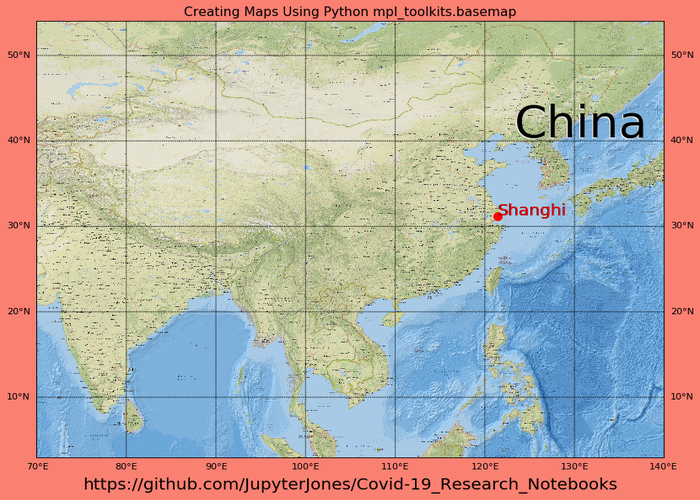 Creating Maps Using Python mpl_toolkits.basemap
50°N
50°N
China
40°N
40°N
Shanghi
30°N
30°N
20°N
20°N
10°N
10°N
70°E 80°E 90°E 100°E 110°E 120°E 130°E 140°E
https://github.com/JupyterJones/Covid-19_Research_Notebooks